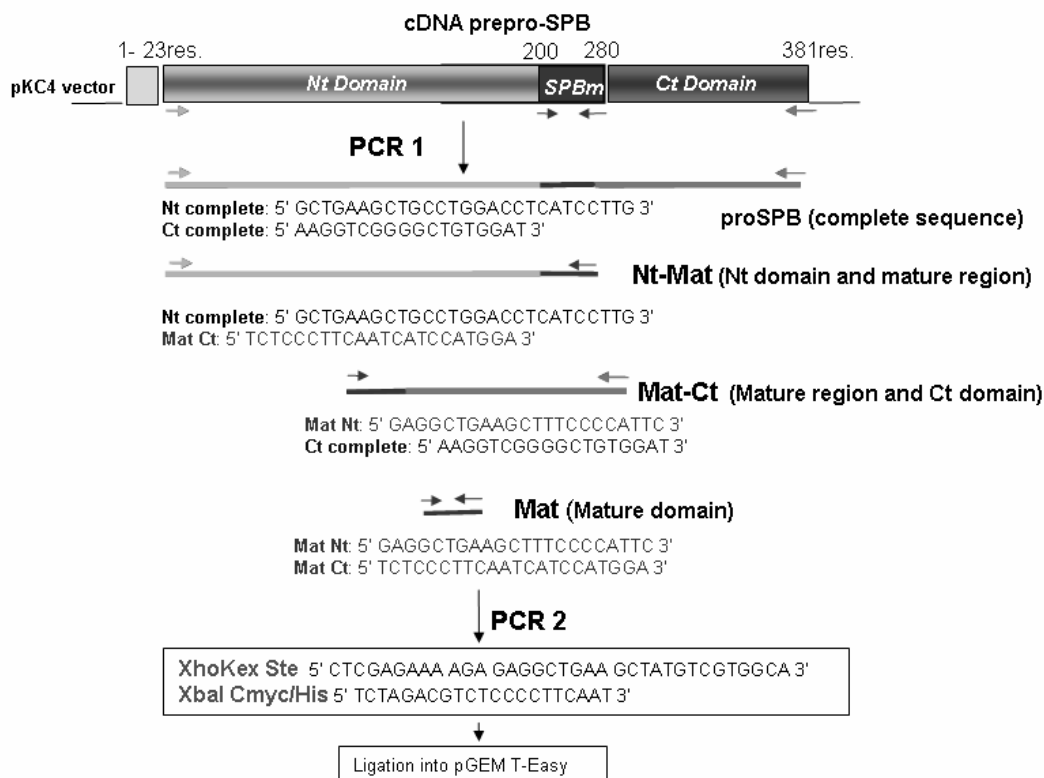 cDNA prepro-SPB
1- 23res. 200 280 381res.
pKC4 vector Nt Domain SPBm Ct Domain
PCR 1
Nt complete: 5' GCTGAAGCTGCCTGGACCTCATCCTTG 3'
Ct complete: 5' AAGGTCGGGGCTGTGGAT 3'
proSPB (complete sequence)
Nt-Mat (Nt domain and mature region)
Nt complete: 5' GCTGAAGCTGCCTGGACCTCATCCTTG 3'
Mat Ct: 5' TCTCCCTTCAATCATCCATGGA 3'
Mat-Ct (Mature region and Ct domain)
Mat Nt: 5' GAGGCTGAAGCTTTCCCCATTC 3'
Ct complete: 5' AAGGTCGGGGCTGTGGAT 3'
Mat (Mature domain)
Mat Nt: 5' GAGGCTGAAGCTTTCCCCATTC 3'
Mat Ct: 5' TCTCCCTTCAATCATCCATGGA 3'
PCR 2
XhoKex Ste 5' CTCGAGAAA AGA GAGGCTGAA GCTATGTCGTGGCA 3'
XbaI Cmyc/His 5' TCTAGACGTCTCCCCTTCAAT 3'
Ligation into pGEM T-Easy